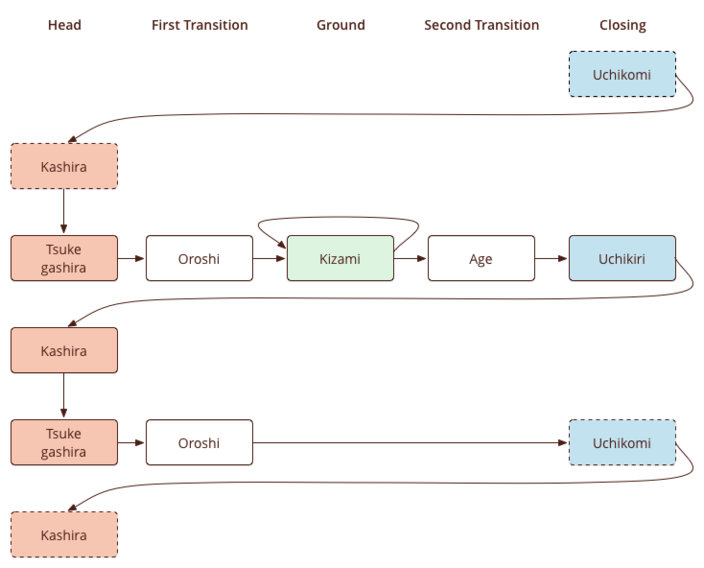 Head First Transition Ground Second Transition Closing
Uchikomi
Kashira
Tsuke
gashira
Oroshi
Kizami
Age
Uchikiri
Kashira
Tsuke
gashira
Oroshi
Uchikomi
Kashira